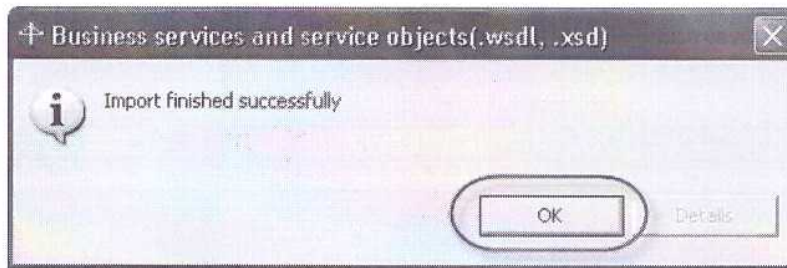 Business services and service objects(.wsdl, .xsd)
Import finished successfully
OK
Details